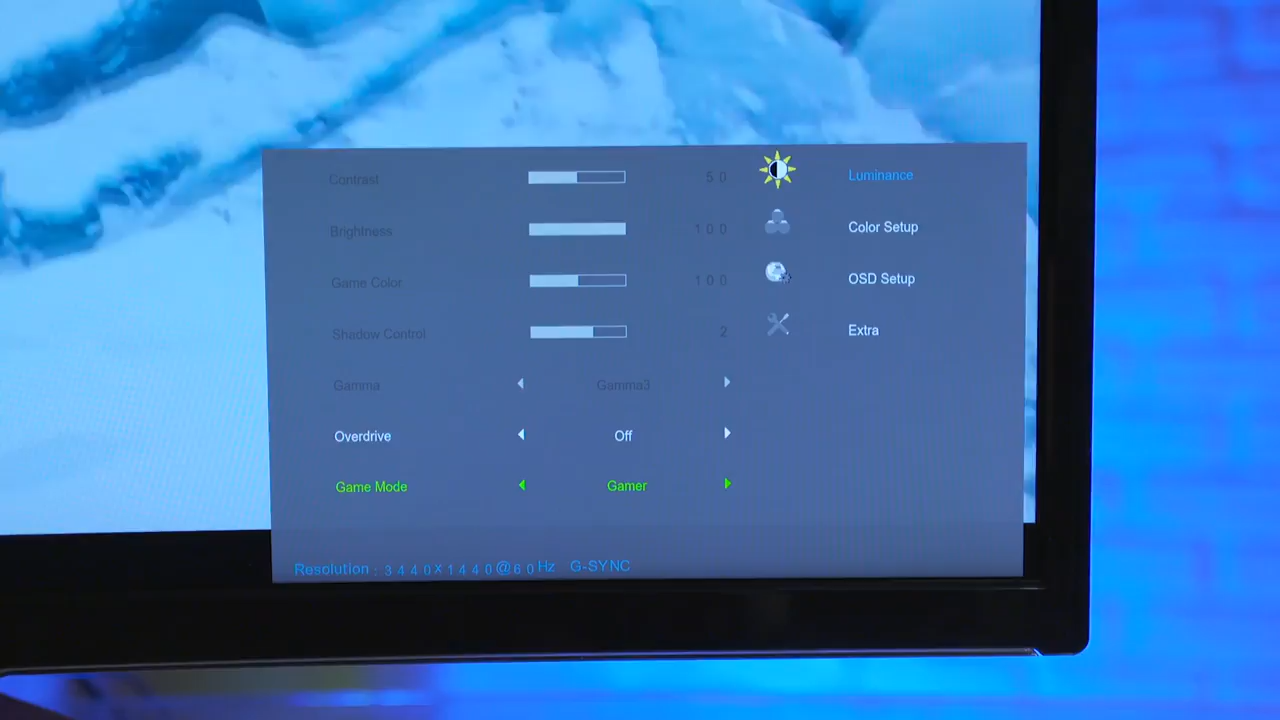 Contrast 50 Luminance
Brightness 100 Color Setup
Game Color 100 OSD Setup
Shadow Control 2 Extra
Gamma Gamma3
Overdrive Off
Game Mode Gamer
Resolution : 3440X1440@60Hz G-SYNC